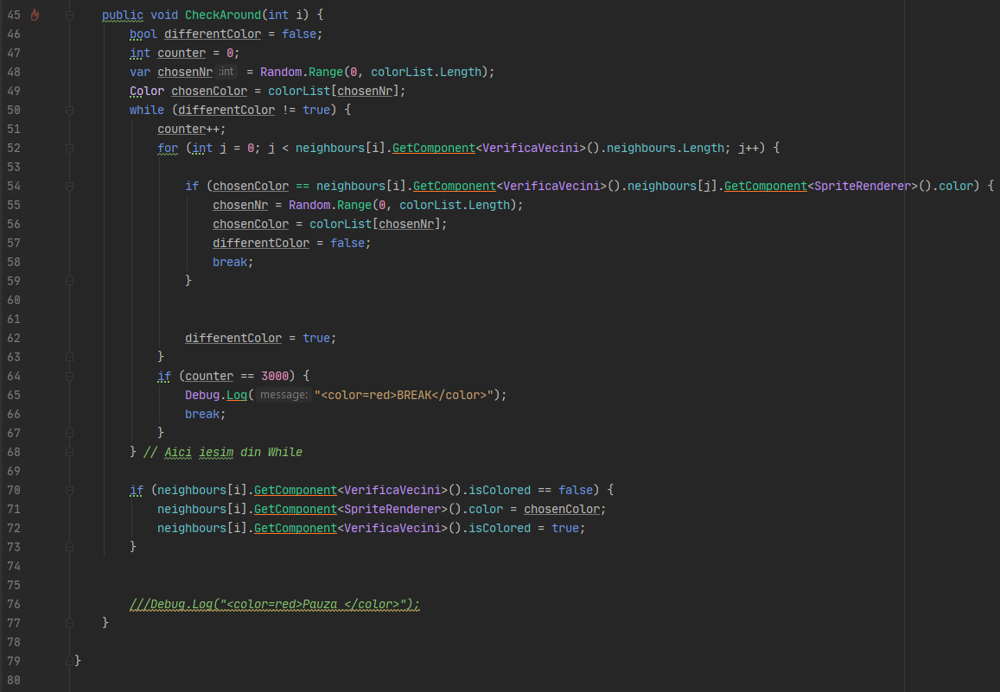 45 public void CheckAround(int i) {
46 bool differentColor = false;
47 int counter = 0;
48 var chosenNr :int = Random.Range(0, colorList.Length);
49 Color chosenColor = colorList[chosenNr];
50 while (differentColor != true) {
51 counter++;
52 for (int j = 0; j < neighbours[i].GetComponent<VerificaVecini>().neighbours.Length; j++) {
53
54 if (chosenColor == neighbours[i].GetComponent<VerificaVecini>().neighbours[j].GetComponent<SpriteRenderer>().color) {
55 chosenNr = Random.Range(0, colorList.Length);
56 chosenColor = colorList[chosenNr];
57 differentColor = false;
58 break;
59 }
60
61
62 differentColor = true;
63 }
64 if (counter == 3000) {
65 Debug.Log( message: "<color=red>BREAK</color>");
66 break;
67 }
68 } // Aici iesim din While
69
70 if (neighbours[i].GetComponent<VerificaVecini>().isColored == false) {
71 neighbours[i].GetComponent<SpriteRenderer>().color = chosenColor;
72 neighbours[i].GetComponent<VerificaVecini>().isColored = true;
73 }
74
75
76 ///Debug.Log("<color=red>Pauza </color>");
77 }
78
79 }
80